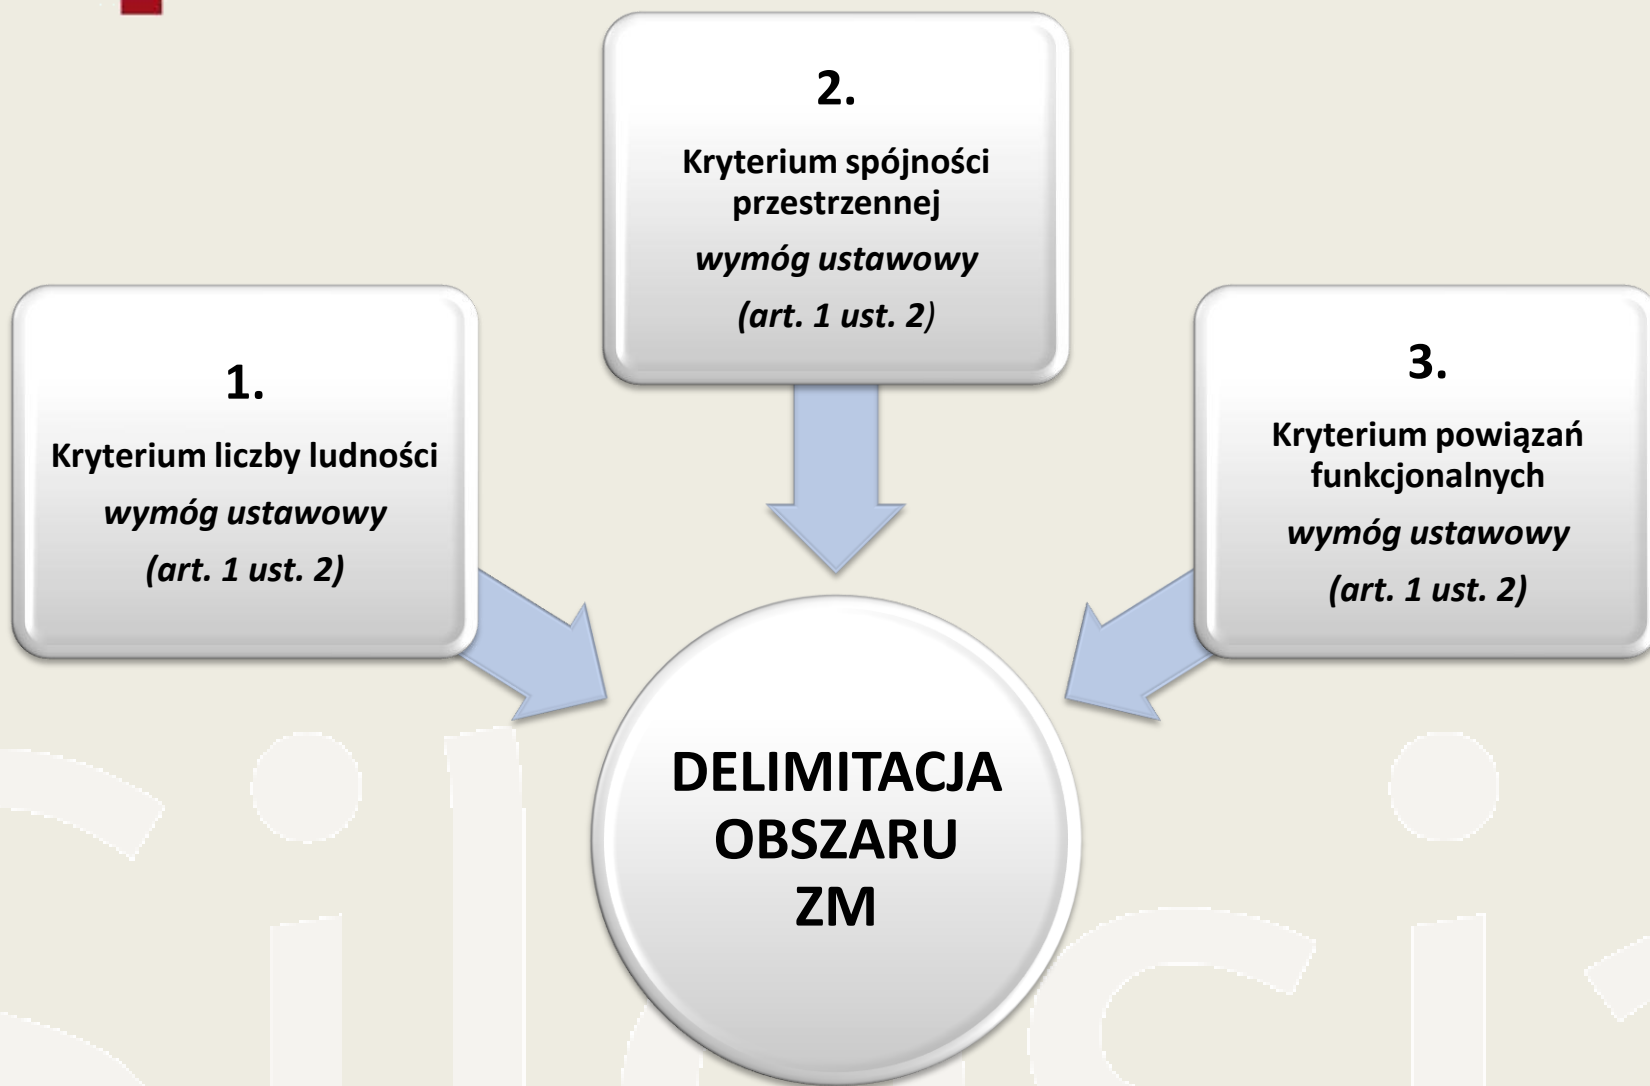 1.
Kryterium liczby ludności
wymóg ustawowy
(art. 1 ust. 2)
2.
Kryterium spójności
przestrzennej
wymóg ustawowy
(art. 1 ust. 2)
3.
Kryterium powiązań
funkcjonalnych
wymóg ustawowy
(art. 1 ust. 2)
DELIMITACJA
OBSZARU
ZM